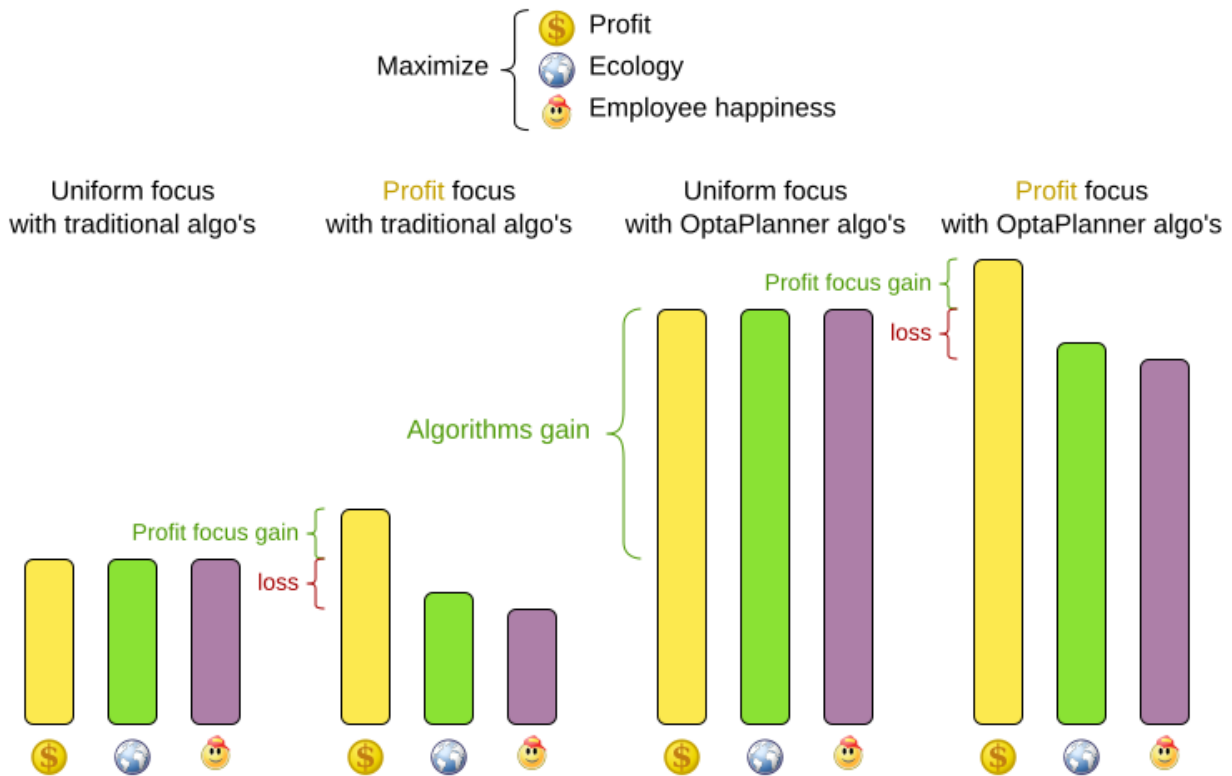 Maximize
Profit
Ecology
Employee happiness
Uniform focus
with traditional algo's
Profit focus
with traditional algo's
Uniform focus
with OptaPlanner algo's
Profit focus
with OptaPlanner algo's
Profit focus gain
loss
Algorithms gain
Profit focus gain
loss
$
$
$
$
$